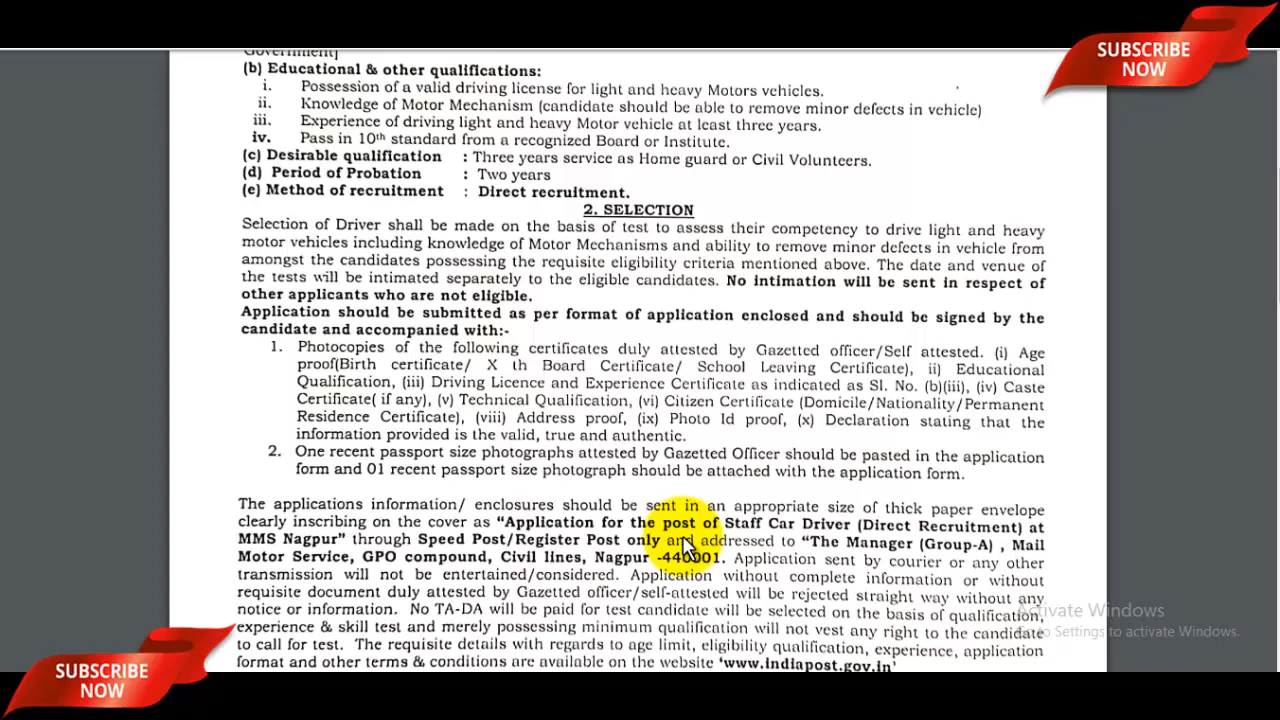 SUBSCRIBE
NOW
Government]
(b) Educational & other qualifications:
i. Possession of a valid driving license for light and heavy Motors vehicles.
ii. Knowledge of Motor Mechanism (candidate should be able to remove minor defects in vehicle)
iii. Experience of driving light and heavy Motor vehicle at least three years.
iv. Pass in 10th standard from a recognized Board or Institute.
(c) Desirable qualification : Three years service as Home guard or Civil Volunteers.
(d) Period of Probation : Two years
(e) Method of recruitment : Direct recruitment.
2. SELECTION
Selection of Driver shall be made on the basis of test to assess their competency to drive light and heavy
motor vehicles including knowledge of Motor Mechanisms and ability to remove minor defects in vehicle from
amongst the candidates possessing the requisite eligibility criteria mentioned above. The date and venue of
the tests will be intimated separately to the eligible candidates. No intimation will be sent in respect of
other applicants who are not eligible.
Application should be submitted as per format of application enclosed and should be signed by the
candidate and accompanied with:-
1. Photocopies of the following certificates duly attested by Gazetted officer/Self attested. (i) Age
proof(Birth certificate/ X th Board Certificate/ School Leaving Certificate), ii) Educational
Qualification, (iii) Driving Licence and Experience Certificate as indicated as Sl. No. (b)(iii), (iv) Caste
Certificate( if any), (v) Technical Qualification, (vi) Citizen Certificate (Domicile/Nationality/Permanent
Residence Certificate), (viii) Address proof, (ix) Photo Id proof, (x) Declaration stating that the
information provided is the valid, true and authentic.
2. One recent passport size photographs attested by Gazetted Officer should be pasted in the application
form and 01 recent passport size photograph should be attached with the application form.
The applications information/ enclosures should be sent in an appropriate size of thick paper envelope
clearly inscribing on the cover as "Application for the post of Staff Car Driver (Direct Recruitment) at
MMS Nagpur" through Speed Post/Register Post only and addressed to "The Manager (Group-A) , Mail
Motor Service, GPO compound, Civil lines, Nagpur -440001. Application sent by courier or any other
transmission will not be entertained/considered. Application without complete information or without
requisite document duly attested by Gazetted officer/self-attested will be rejected straight way without any
notice or information. No TA-DA will be paid for test candidate will be selected on the basis of qualification,
experience & skill test and merely possessing minimum qualification will not vest any right to the candidate
to call for test. The requisite details with regards to age limit, eligibility qualification, experience, application
format and other terms & conditions are available on the website 'www.indiapost.gov.in'
Activate Windows
Go to Settings to activate Windows.
SUBSCRIBE
NOW